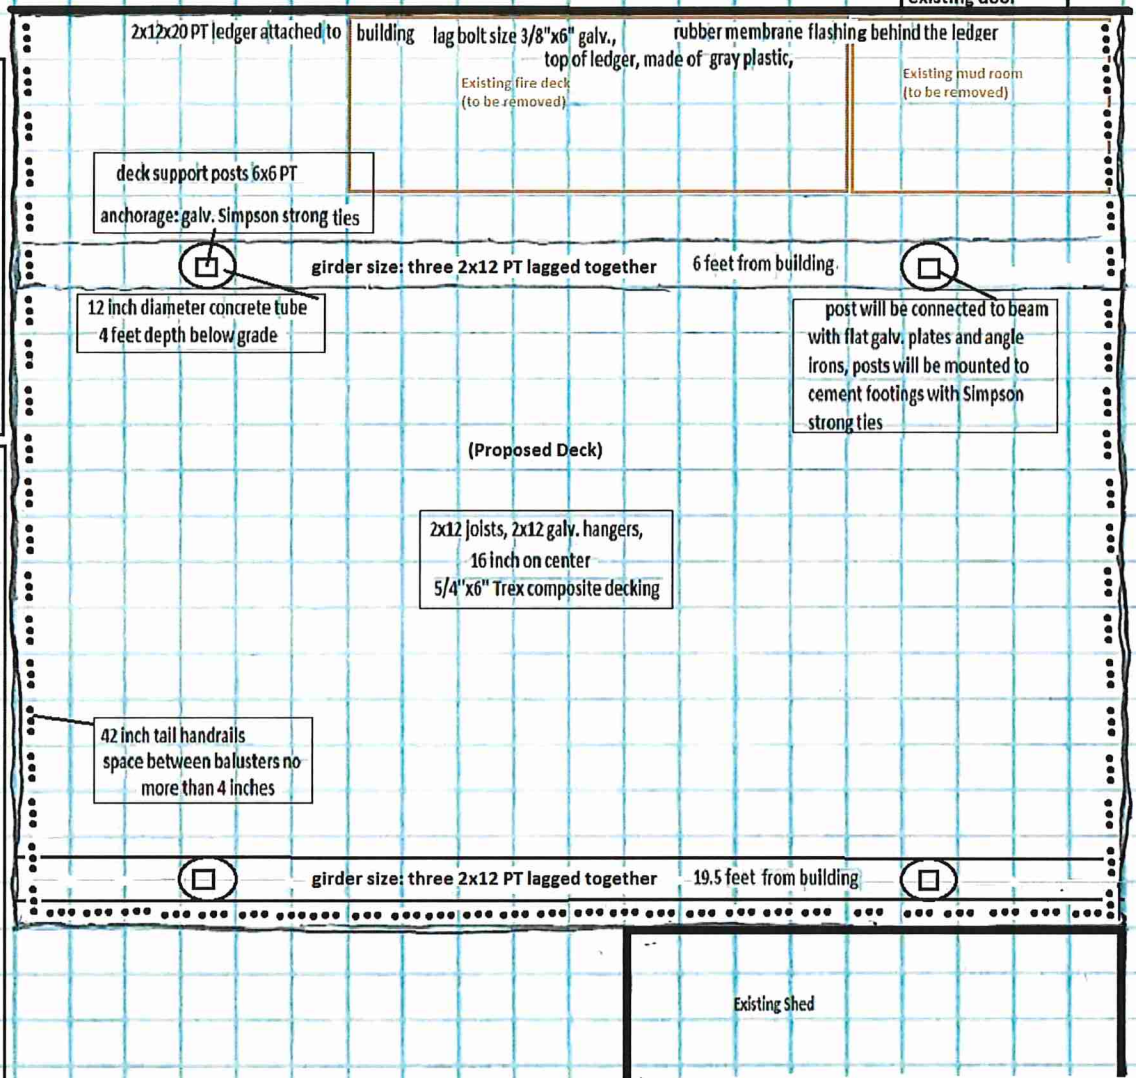 existing door
2x12x20 PT ledger attached to building lag bolt size 3/8"x6" galv., rubber membrane flashing behind the ledger
top of ledger, made of gray plastic,
Existing fire deck
(to be removed)
Existing mud room
(to be removed)
deck support posts 6x6 PT
anchorage: galv. Simpson strong ties
girder size: three 2x12 PT lagged together 6 feet from building.
12 inch diameter concrete tube
4 feet depth below grade
post will be connected to beam
with flat galv. plates and angle
irons, posts will be mounted to
cement footings with Simpson
strong ties
(Proposed Deck)
2x12 joists, 2x12 galv. hangers,
16 inch on center
5/4"x6" Trex composite decking
42 inch tall handrails
space between balusters no
more than 4 inches
girder size: three 2x12 PT lagged together 19.5 feet from building
Existing Shed